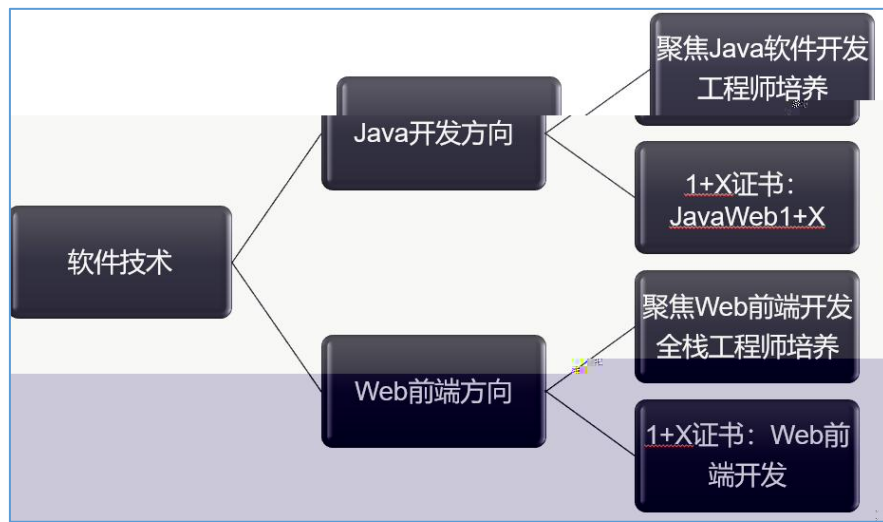 软件技术
Java开发方向
聚焦Java软件开发
工程师培养
1+X证书：
JavaWeb1+X
Web前端方向
聚焦Web前端开发
全栈工程师培养
1+X证书：Web前
端开发